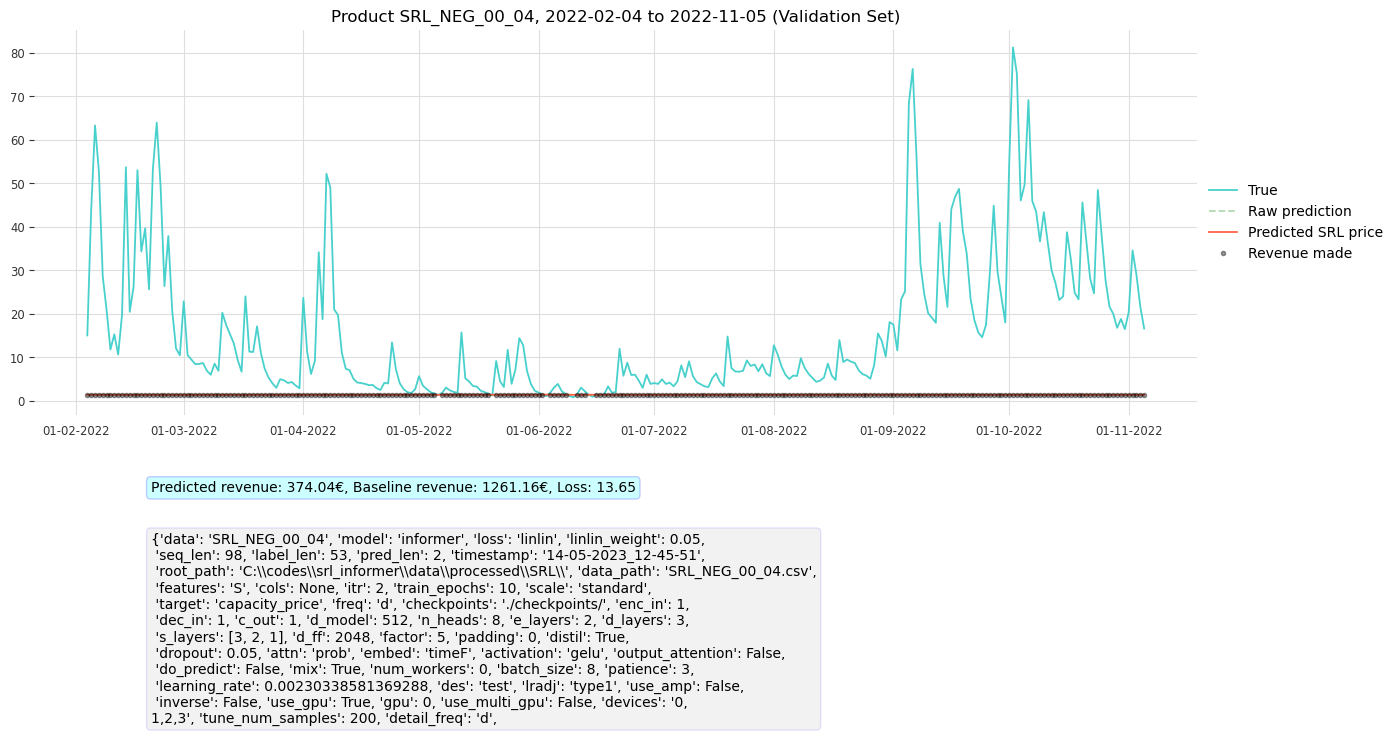 Product SRL_NEG_00_04, 2022-02-04 to 2022-11-05 (Validation Set)
80
70
60
50
40
30
20
10
0
01-02-2022 01-03-2022 01-04-2022 01-05-2022 01-06-2022 01-07-2022 01-08-2022 01-09-2022 01-10-2022 01-11-2022
True
Raw prediction
Predicted SRL price
Revenue made
Predicted revenue: 374.04€, Baseline revenue: 1261.16€, Loss: 13.65
{'data': 'SRL_NEG_00_04', 'model': 'informer', 'loss': 'linlin', 'linlin_weight': 0.05,
'seq_len': 98, 'label_len': 53, 'pred_len': 2, 'timestamp': '14-05-2023_12-45-51',
'root_path': 'C:\\codes\\srl_informer\\data\\processed\\SRL\\', 'data_path': 'SRL_NEG_00_04.csv',
'features': 'S', 'cols': None, 'itr': 2, 'train_epochs': 10, 'scale': 'standard',
'target': 'capacity_price', 'freq': 'd', 'checkpoints': './checkpoints/', 'enc_in': 1,
'dec_in': 1, 'c_out': 1, 'd_model': 512, 'n_heads': 8, 'e_layers': 2, 'd_layers': 3,
's_layers': [3, 2, 1], 'd_ff': 2048, 'factor': 5, 'padding': 0, 'distil': True,
'dropout': 0.05, 'attn': 'prob', 'embed': 'timeF', 'activation': 'gelu', 'output_attention': False,
'do_predict': False, 'mix': True, 'num_workers': 0, 'batch_size': 8, 'patience': 3,
'learning_rate': 0.00230338581369288, 'des': 'test', 'lradj': 'type1', 'use_amp': False,
'inverse': False, 'use_gpu': True, 'gpu': 0, 'use_multi_gpu': False, 'devices': '0,
1,2,3', 'tune_num_samples': 200, 'detail_freq': 'd',